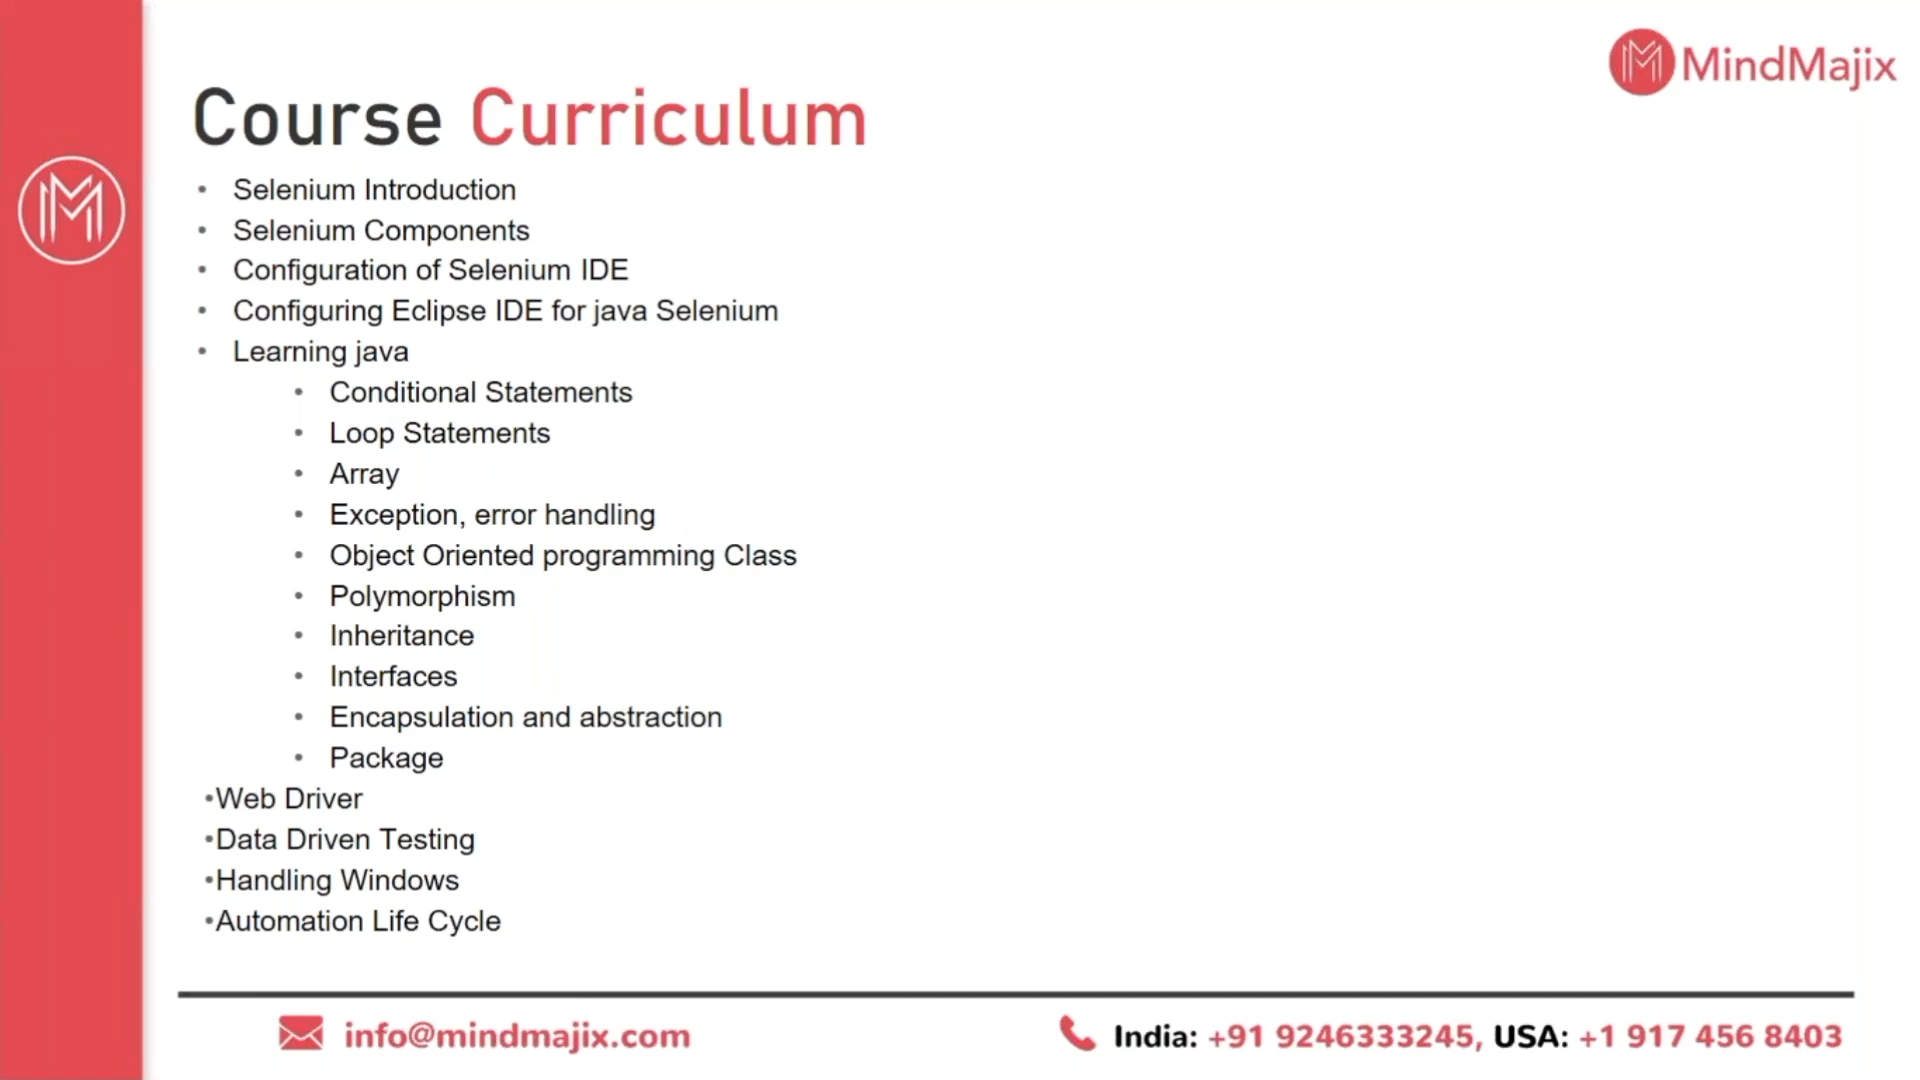 MindMajix
Course Curriculum
• Selenium Introduction
• Selenium Components
• Configuration of Selenium IDE
• Configuring Eclipse IDE for java Selenium
• Learning java
• Conditional Statements
• Loop Statements
• Array
• Exception, error handling
• Object Oriented programming Class
• Polymorphism
• Inheritance
• Interfaces
• Encapsulation and abstraction
• Package
•Web Driver
•Data Driven Testing
•Handling Windows
•Automation Life Cycle
info@mindmajix.com
India: +91 9246333245, USA: +1 917 456 8403